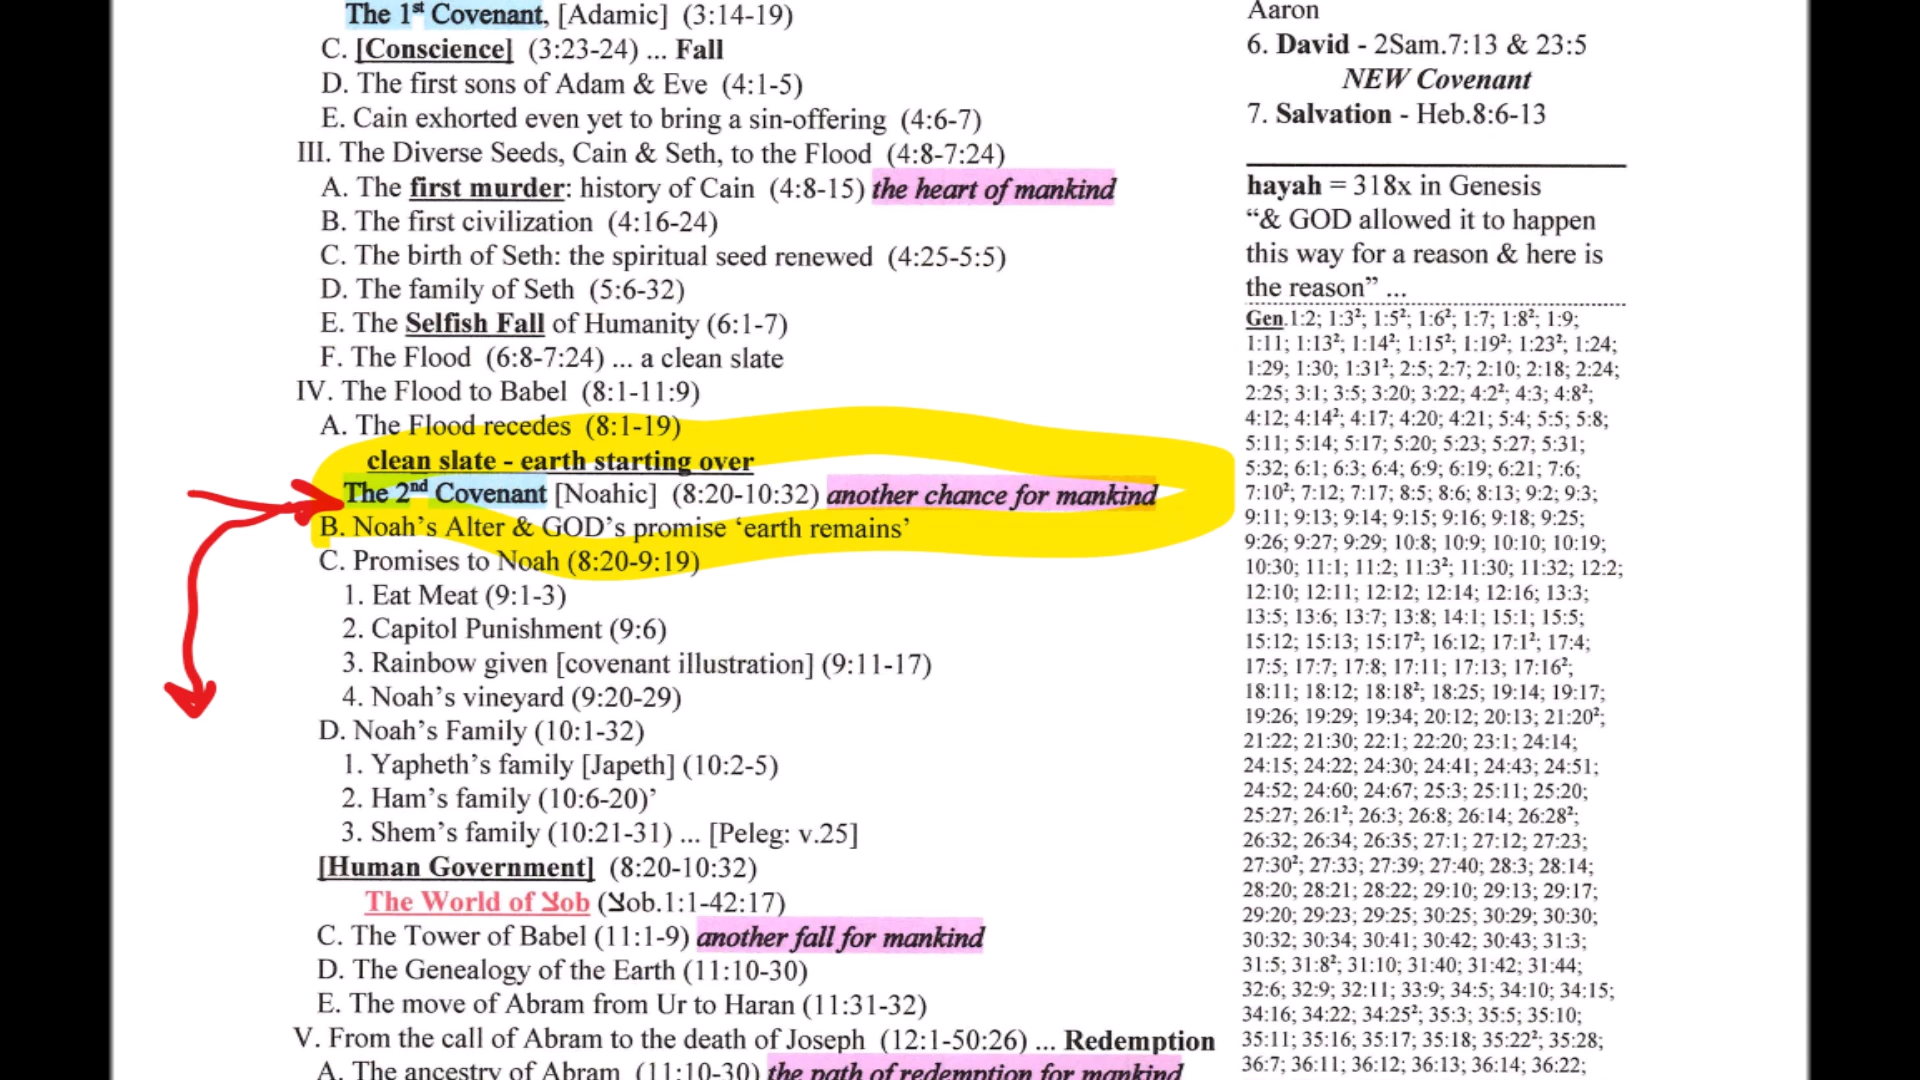 The 1st Covenant, [Adamic] (3:14-19)
C. [Conscience] (3:23-24) ... Fall
D. The first sons of Adam & Eve (4:1-5)
E. Cain exhorted even yet to bring a sin-offering (4:6-7)
III. The Diverse Seeds, Cain & Seth, to the Flood (4:8-7:24)
A. The first murder: history of Cain (4:8-15) the heart of mankind
B. The first civilization (4:16-24)
C. The birth of Seth: the spiritual seed renewed (4:25-5:5)
D. The family of Seth (5:6-32)
E. The Selfish Fall of Humanity (6:1-7)
F. The Flood (6:8-7:24) ... a clean slate
IV. The Flood to Babel (8:1-11:9)
A. The Flood recedes (8:1-19)
clean slate - earth starting over
The 2nd Covenant [Noahic] (8:20-10:32) another chance for mankind
B. Noah’s Alter & GOD’s promise ‘earth remains’
C. Promises to Noah (8:20-9:19)
1. Eat Meat (9:1-3)
2. Capitol Punishment (9:6)
3. Rainbow given [covenant illustration] (9:11-17)
4. Noah’s vineyard (9:20-29)
D. Noah’s Family (10:1-32)
1. Yapheth’s family [Japeth] (10:2-5)
2. Ham’s family (10:6-20)’
3. Shem’s family (10:21-31) ... [Peleg: v.25]
[Human Government] (8:20-10:32)
The World of לob (לob.1:1-42:17)
C. The Tower of Babel (11:1-9) another fall for mankind
D. The Genealogy of the Earth (11:10-30)
E. The move of Abram from Ur to Haran (11:31-32)
V. From the call of Abram to the death of Joseph (12:1-50:26) ... Redemption
A. The ancestry of Abram (11:10-30) the path of redemption for mankind
Aaron
6. David - 2Sam.7:13 & 23:5
NEW Covenant
7. Salvation - Heb.8:6-13
hayah = 318x in Genesis
“& GOD allowed it to happen
this way for a reason & here is
the reason” ...
Gen.1:2; 1:3²; 1:5²; 1:6²; 1:7; 1:8²; 1:9;
1:11; 1:13²; 1:14²; 1:15²; 1:19²; 1:23²; 1:24;
1:29; 1:30; 1:31²; 2:5; 2:7; 2:10; 2:18; 2:24;
2:25; 3:1; 3:5; 3:20; 3:22; 4:2²; 4:3; 4:8²;
4:12; 4:14²; 4:17; 4:20; 4:21; 5:4; 5:5; 5:8;
5:11; 5:14; 5:17; 5:20; 5:23; 5:27; 5:31;
5:32; 6:1; 6:3; 6:4; 6:9; 6:19; 6:21; 7:6;
7:10²; 7:12; 7:17; 8:5; 8:6; 8:13; 9:2; 9:3;
9:11; 9:13; 9:14; 9:15; 9:16; 9:18; 9:25;
9:26; 9:27; 9:29; 10:8; 10:9; 10:10; 10:19;
10:30; 11:1; 11:2; 11:3²; 11:30; 11:32; 12:2;
12:10; 12:11; 12:12; 12:14; 12:16; 13:3;
13:5; 13:6; 13:7; 13:8; 14:1; 15:1; 15:5;
15:12; 15:13; 15:17²; 16:12; 17:1²; 17:4;
17:5; 17:7; 17:8; 17:11; 17:13; 17:16²;
18:11; 18:12; 18:18²; 18:25; 19:14; 19:17;
19:26; 19:29; 19:34; 20:12; 20:13; 21:20²;
21:22; 21:30; 22:1; 22:20; 23:1; 24:14;
24:15; 24:22; 24:30; 24:41; 24:43; 24:51;
24:52; 24:60; 24:67; 25:3; 25:11; 25:20;
25:27; 26:1²; 26:3; 26:8; 26:14; 26:28²;
26:32; 26:34; 26:35; 27:1; 27:12; 27:23;
27:30²; 27:33; 27:39; 27:40; 28:3; 28:14;
28:20; 28:21; 28:22; 29:10; 29:13; 29:17;
29:20; 29:23; 29:25; 30:25; 30:29; 30:30;
30:32; 30:34; 30:41; 30:42; 30:43; 31:3;
31:5; 31:8²; 31:10; 31:40; 31:42; 31:44;
32:6; 32:9; 32:11; 33:9; 34:5; 34:10; 34:15;
34:16; 34:22; 34:25²; 35:3; 35:5; 35:10;
35:11; 35:16; 35:17; 35:18; 35:22²; 35:28;
36:7; 36:11; 36:12; 36:13; 36:14; 36:22;